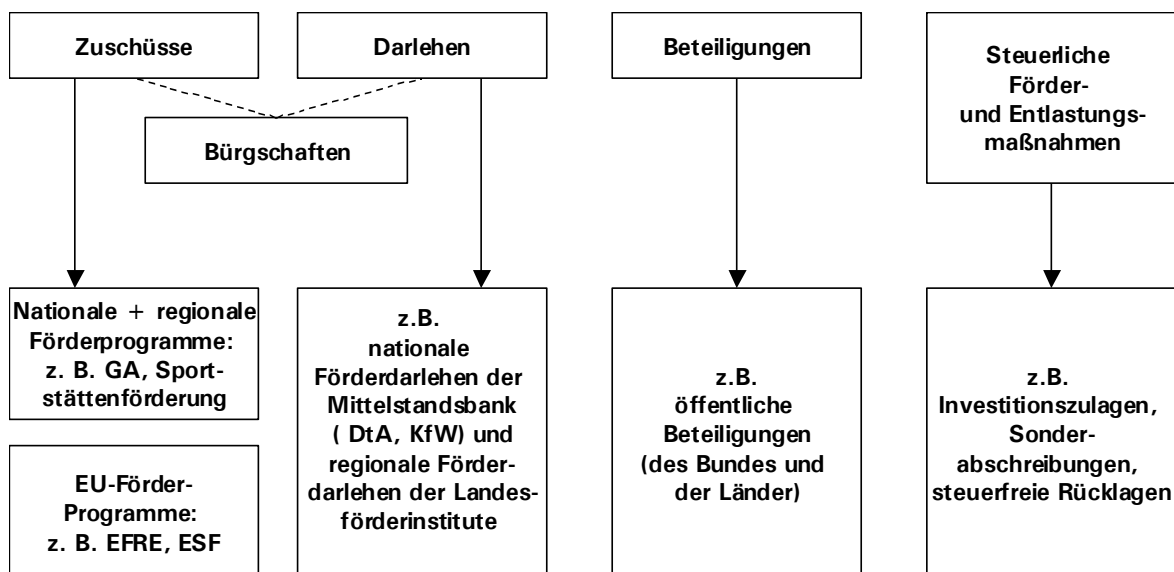 Zuschüsse
Darlehen
Beteiligungen
Steuerliche
Förder-
und Entlastungs-
maßnahmen
Bürgschaften
Nationale + regionale
Förderprogramme:
z. B. GA, Sport-
stättenförderung
EU-Förder-
Programme:
z. B. EFRE, ESF
z.B.
nationale
Förderdarlehen der
Mittelstandsbank
( DtA, KfW) und
regionale Förder-
darlehen der Landes-
förderinstitute
z.B.
öffentliche
Beteiligungen
(des Bundes und
der Länder)
z.B.
Investitionszulagen,
Sonder-
abschreibungen,
steuerfreie Rücklagen